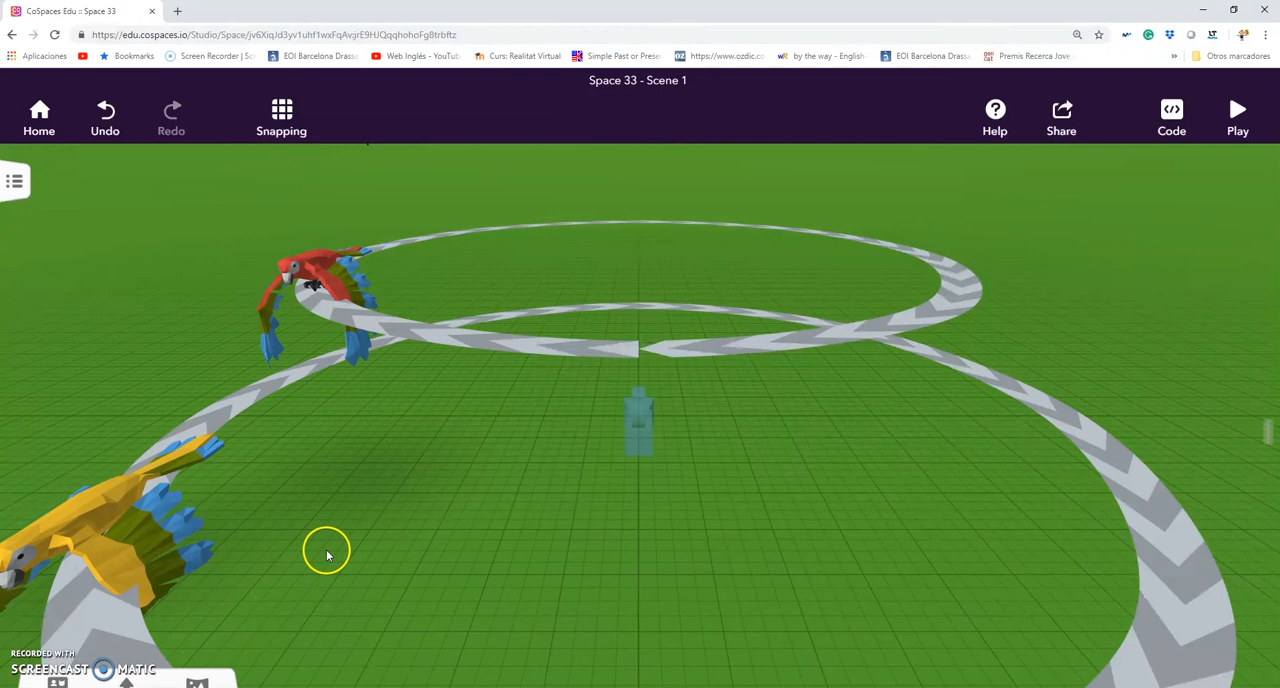 CoSpaces Edu :: Space 33
https://edu.cospaces.io/Studio/Space/jv6XiqJd3yv1uhf1wxFqAvqrE9HJQqqhohoFg8trbftz
Aplicaciones
Bookmarks
Screen Recorder | Sc
EOI Barcelona Drassa
Web Inglés - YouTub
Curs: Realitat Virtual
Simple Past or Prese
https://www.ozdic.co
by the way - English
EOI Barcelona Drassa
Premis Recerca Jove
»
Otros marcadores
Space 33 - Scene 1
Home
Undo
Redo
Snapping
Help
Share
Code
Play
RECORDED WITH
SCREENCAST MATIC